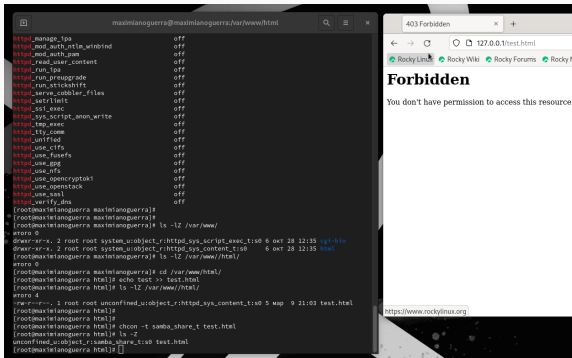 maximianoguerra@maximianoguerra:/var/www/html
httpd_manage_ipa off
httpd_mod_auth_ntlm_winbind off
httpd_mod_auth_pam off
httpd_read_user_content off
httpd_run_ipa off
httpd_run_preupgrade off
httpd_run_stickshift off
httpd_serve_cobbler_files off
httpd_setrlimit off
httpd_ssi_exec off
httpd_sys_script_anon_write off
httpd_tmp_exec off
httpd_tty_comm off
httpd_unified off
httpd_use_cifs off
httpd_use_fusefs off
httpd_use_gpg off
httpd_use_nfs off
httpd_use_opencryptoki off
httpd_use_openstack off
httpd_use_sasl off
httpd_verify_dns off
[root@maximianoguerra maximianoguerra]#
[root@maximianoguerra maximianoguerra]#
[root@maximianoguerra maximianoguerra]# ls -lZ /var/www/
итого 0
drwxr-xr-x. 2 root root system_u:object_r:httpd_sys_script_exec_t:s0 6 окт 28 12:35 cgi-bin
drwxr-xr-x. 2 root root system_u:object_r:httpd_sys_content_t:s0 6 окт 28 12:35 html
[root@maximianoguerra maximianoguerra]# ls -lZ /var/www//html/
итого 0
[root@maximianoguerra maximianoguerra]# cd /var/www/html/
[root@maximianoguerra html]# echo test >> test.html
[root@maximianoguerra html]# ls -lZ /var/www//html/
итого 4
-rw-r--r--. 1 root root unconfined_u:object_r:httpd_sys_content_t:s0 5 мар 9 21:03 test.html
[root@maximianoguerra html]#
[root@maximianoguerra html]#
[root@maximianoguerra html]# chcon -t samba_share_t test.html
[root@maximianoguerra html]# ls -Z
unconfined_u:object_r:samba_share_t:s0 test.html
[root@maximianoguerra html]#
403 Forbidden
127.0.0.1/test.html
Rocky Linux Rocky Wiki Rocky Forums Rocky
Forbidden
You don't have permission to access this resource
https://www.rockylinux.org